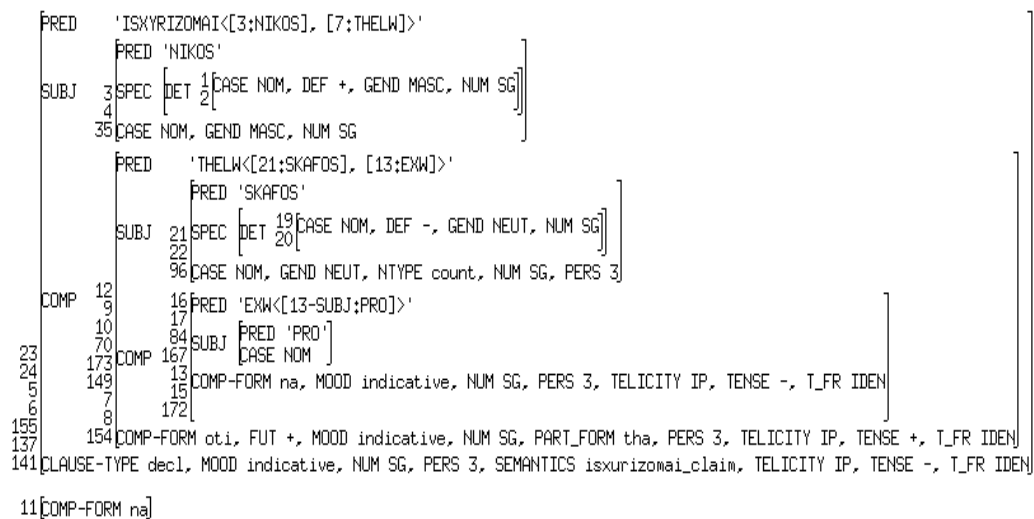 PRED 'ISXYRIZOMAI<[3:NIKOS], [7:THELW]>'
PRED 'NIKOS'
SUBJ 3 SPEC DET 1 CASE NOM, DEF +, GEND MASC, NUM SG
2
4
35 CASE NOM, GEND MASC, NUM SG
PRED 'THELW<[21:SKAFOS], [13:EXW]>'
PRED 'SKAFOS'
SUBJ 21 SPEC DET 19 CASE NOM, DEF -, GEND NEUT, NUM SG
20
22
96 CASE NOM, GEND NEUT, NTYPE count, NUM SG, PERS 3
COMP 12 16 PRED 'EXW<[13-SUBJ:PRO]>'
9 17
10 84 SUBJ PRED 'PRO'
70 COMP 167 CASE NOM
23 173 13 COMP-FORM na, MOOD indicative, NUM SG, PERS 3, TELICITY IP, TENSE -, T_FR IDEN
24 149 15
5 7 172
6 8
155 154 COMP-FORM oti, FUT +, MOOD indicative, NUM SG, PART_FORM tha, PERS 3, TELICITY IP, TENSE +, T_FR IDEN
137
141 CLAUSE-TYPE decl, MOOD indicative, NUM SG, PERS 3, SEMANTICS isxurizomai_claim, TELICITY IP, TENSE -, T_FR IDEN
11 COMP-FORM na